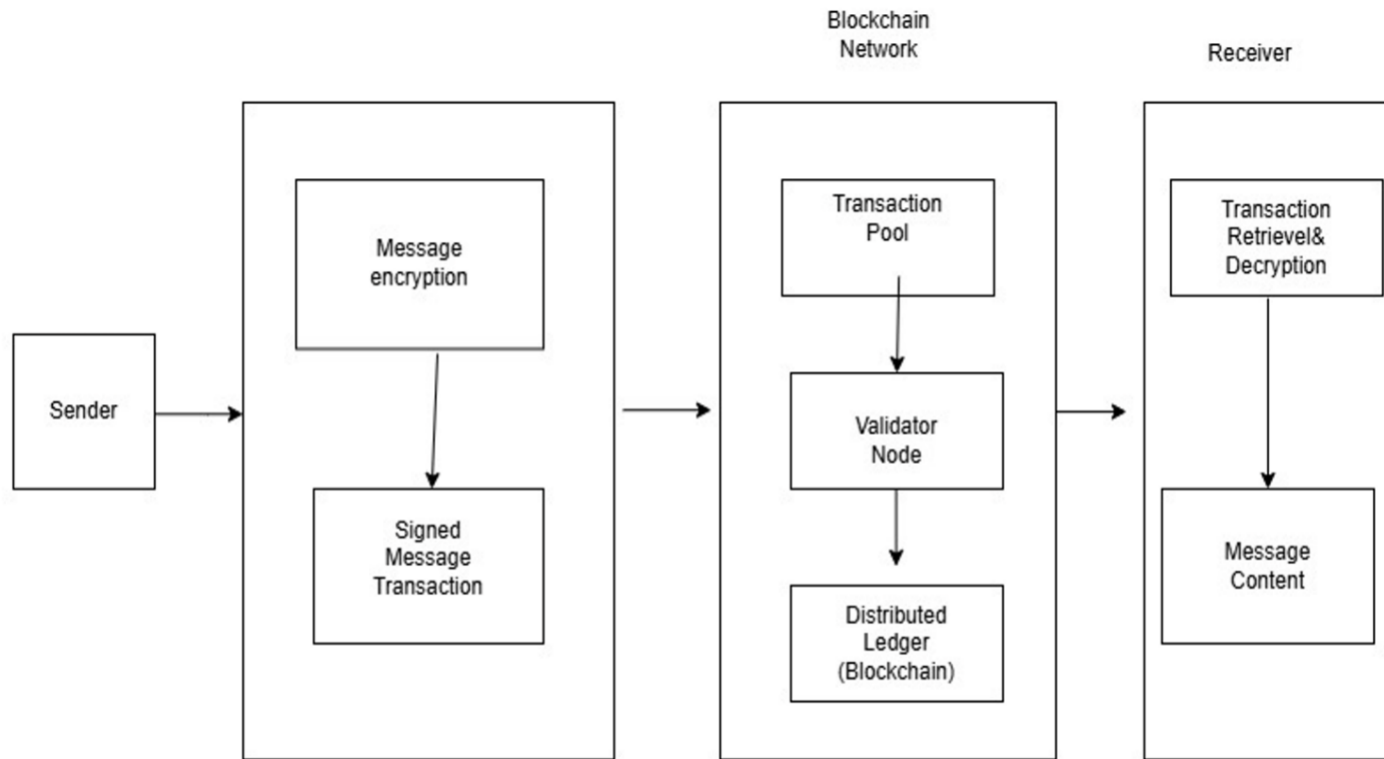 Blockchain
Network
Receiver
Sender
Message
encryption
Signed
Message
Transaction
Transaction
Pool
Validator
Node
Distributed
Ledger
(Blockchain)
Transaction
Retrievel&
Decryption
Message
Content